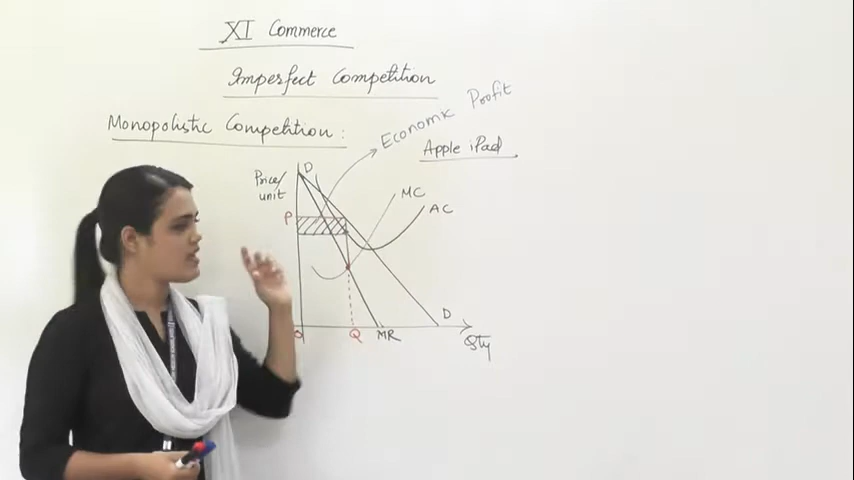 XI Commerce
Imperfect Competition
Monopolistic Competition :
Economic Profit
Apple iPad
D
Price/
unit
MC
AC
P
D
O
Q
MR
Qty